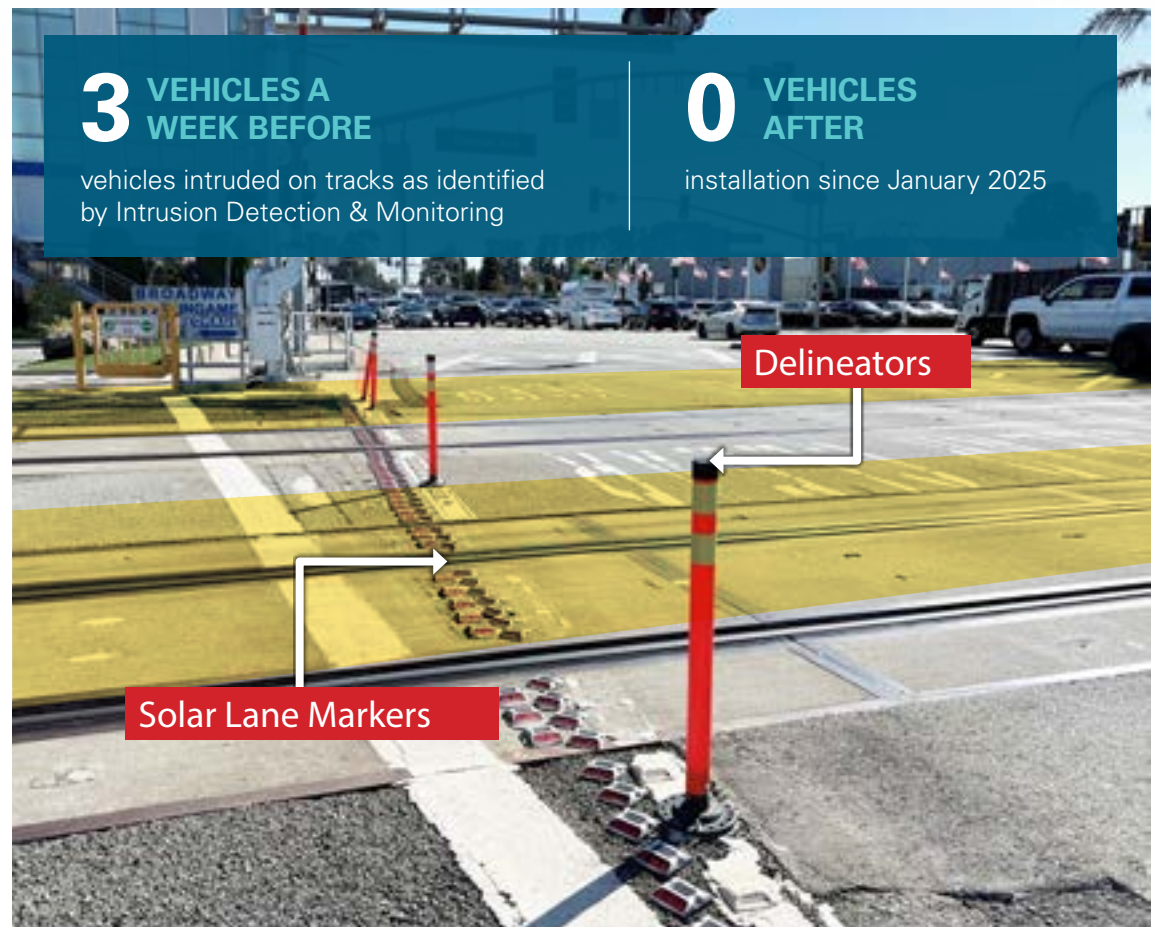 3 VEHICLES A
WEEK BEFORE
vehicles intruded on tracks as identified
by Intrusion Detection & Monitoring
0 VEHICLES
AFTER
installation since January 2025
BROADWAY
Delineators
Solar Lane Markers